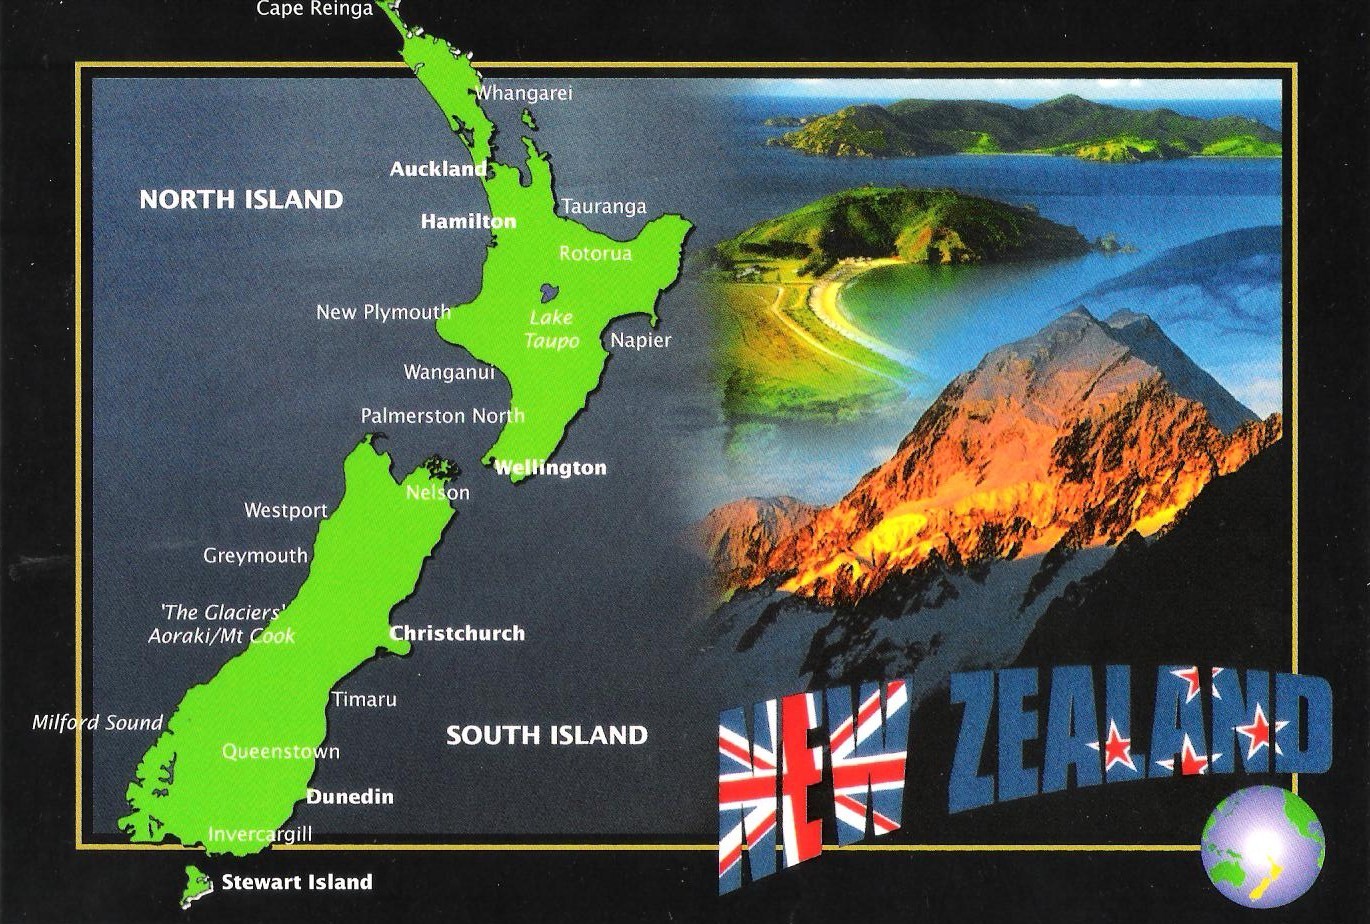 Cape Reinga
Whangarei
Auckland
NORTH ISLAND
Hamilton
Tauranga
Rotorua
New Plymouth
Lake
Taupo
Napier
Wanganui
Palmerston North
Wellington
Nelson
Westport
Greymouth
'The Glaciers'
Aoraki/Mt Cook
Christchurch
Timaru
Milford Sound
SOUTH ISLAND
Queenstown
Dunedin
Invercargill
Stewart Island
NEW ZEALAND